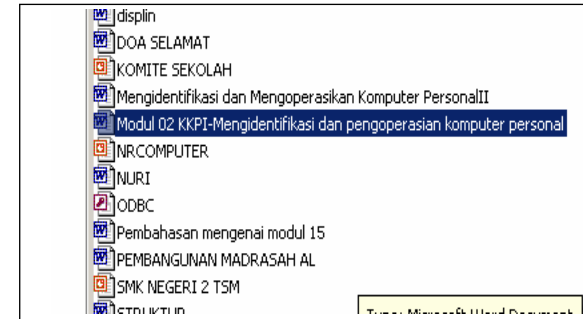 displin
DOA SELAMAT
KOMITE SEKOLAH
Mengidentifikasi dan Mengoperasikan Komputer PersonalII
Modul 02 KKPI-Mengidentifikasi dan pengoperasian komputer personal
NRCOMPUTER
NURI
ODBC
Pembahasan mengenai modul 15
PEMBANGUNAN MADRASAH AL
SMK NEGERI 2 TSM
STRUKTUR
Type: Microsoft Word Document